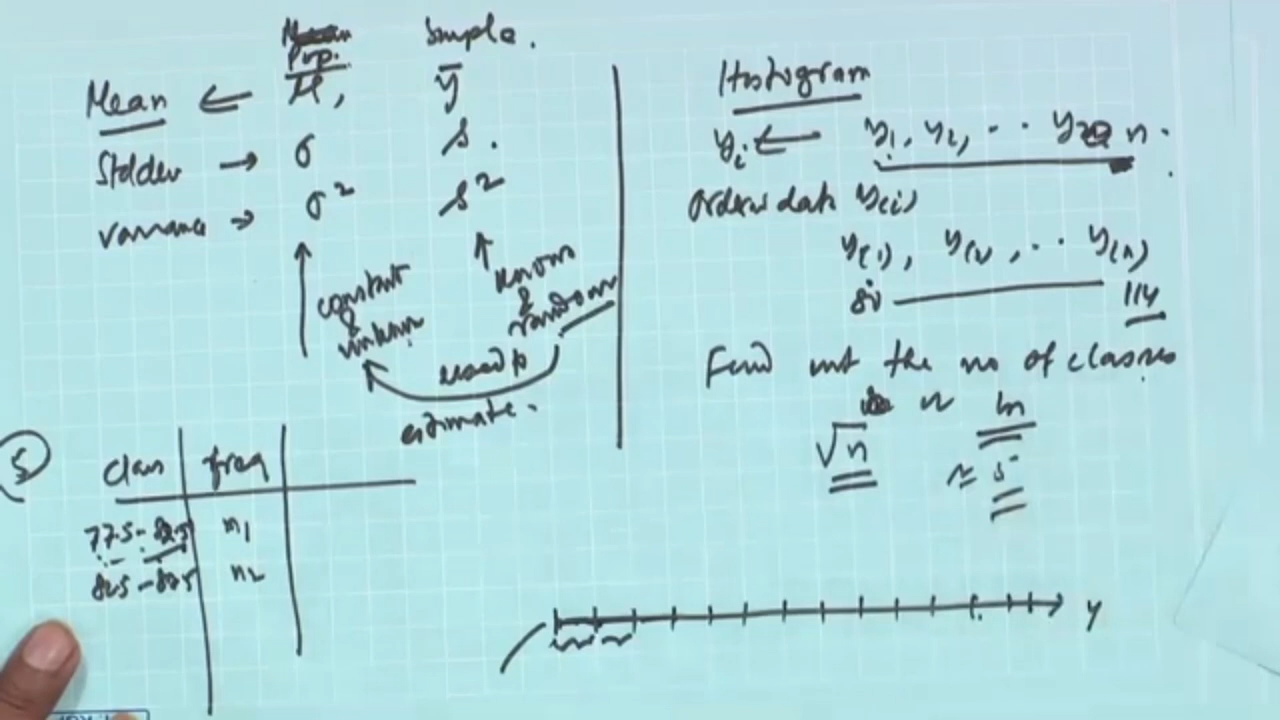 Pop. Sample.
Mean ← μ, ȳ
Stddev → σ s.
variance → σ² s²
constant & unknown
known & random
used to
estimate.
Histogram
yᵢ ← y₁, y₂, ·· n.
ordered data y(i)
y(1), y(2), ·· y(n)
80 114
Find out the no of classes
√n ln
≈ 5
5
class freq
77.5 - 82.5 n₁
82.5 - 87.5 n₂
y